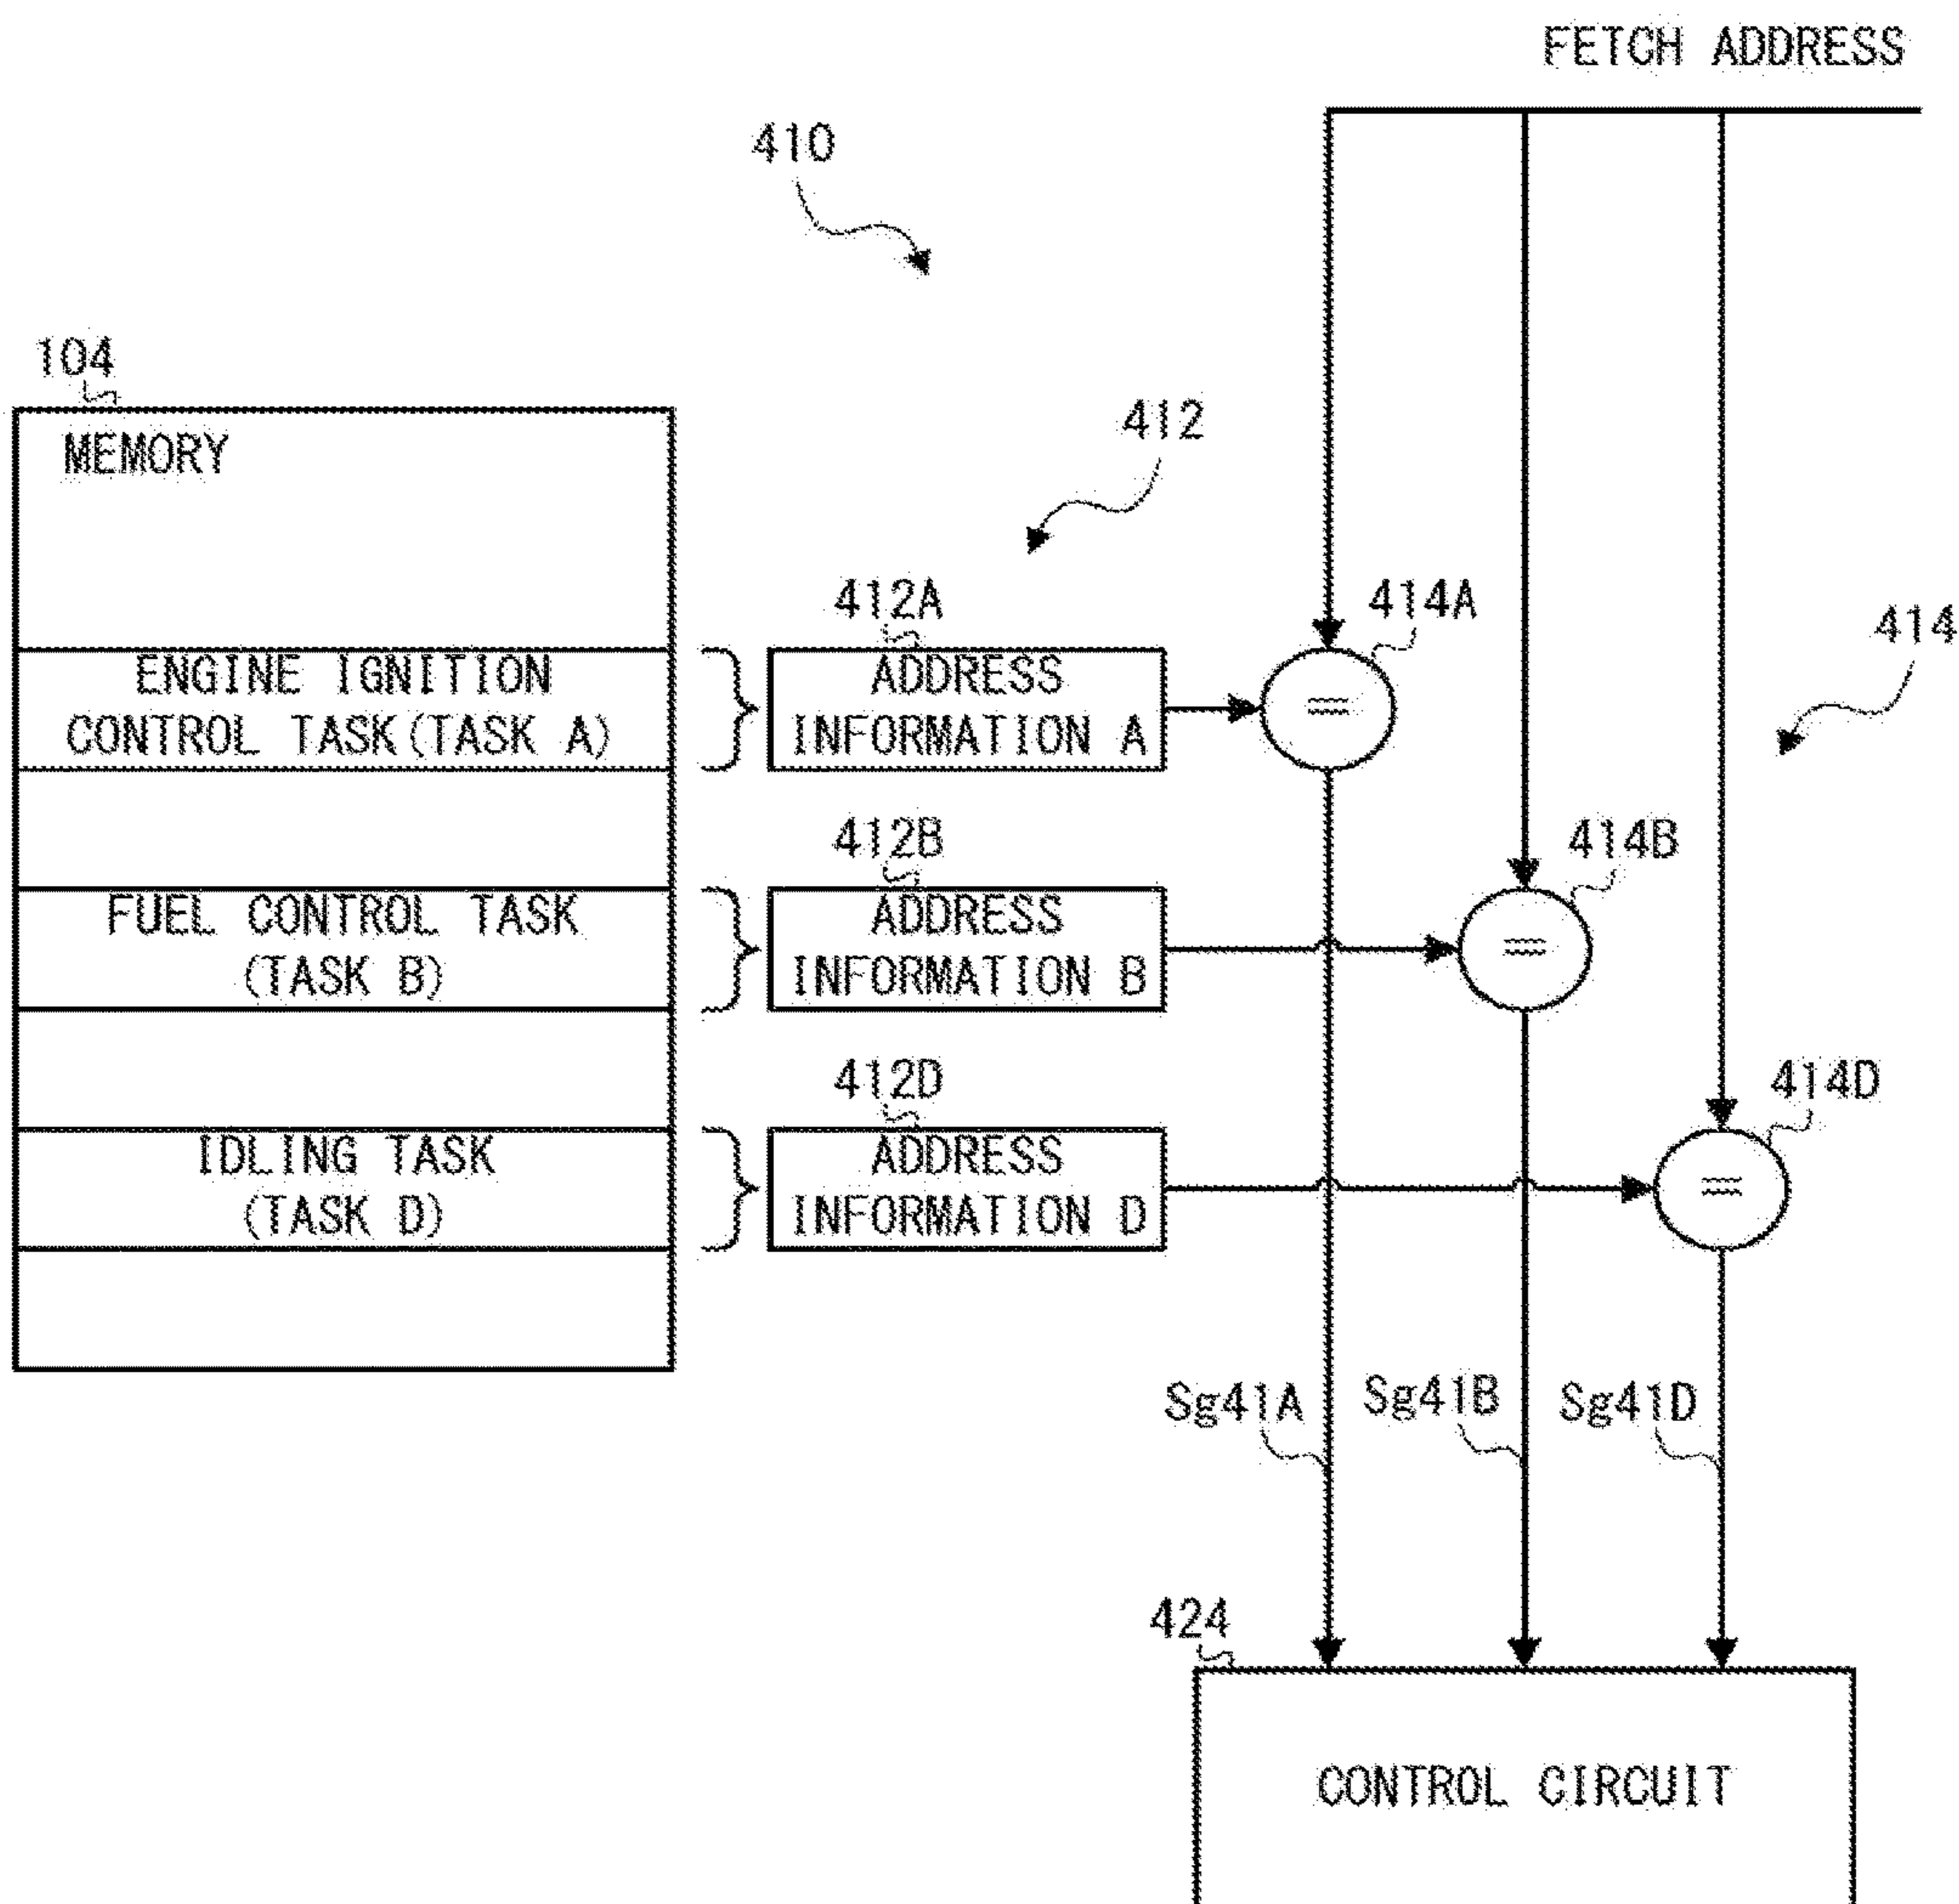 FETCH ADDRESS
410
104
MEMORY
412
412A
414A
414
ENGINE IGNITION
CONTROL TASK(TASK A)
ADDRESS
INFORMATION A
==
412B
414B
FUEL CONTROL TASK
(TASK B)
ADDRESS
INFORMATION B
==
412D
414D
IDLING TASK
(TASK D)
ADDRESS
INFORMATION D
==
Sg41A
Sg41B
Sg41D
424
CONTROL CIRCUIT